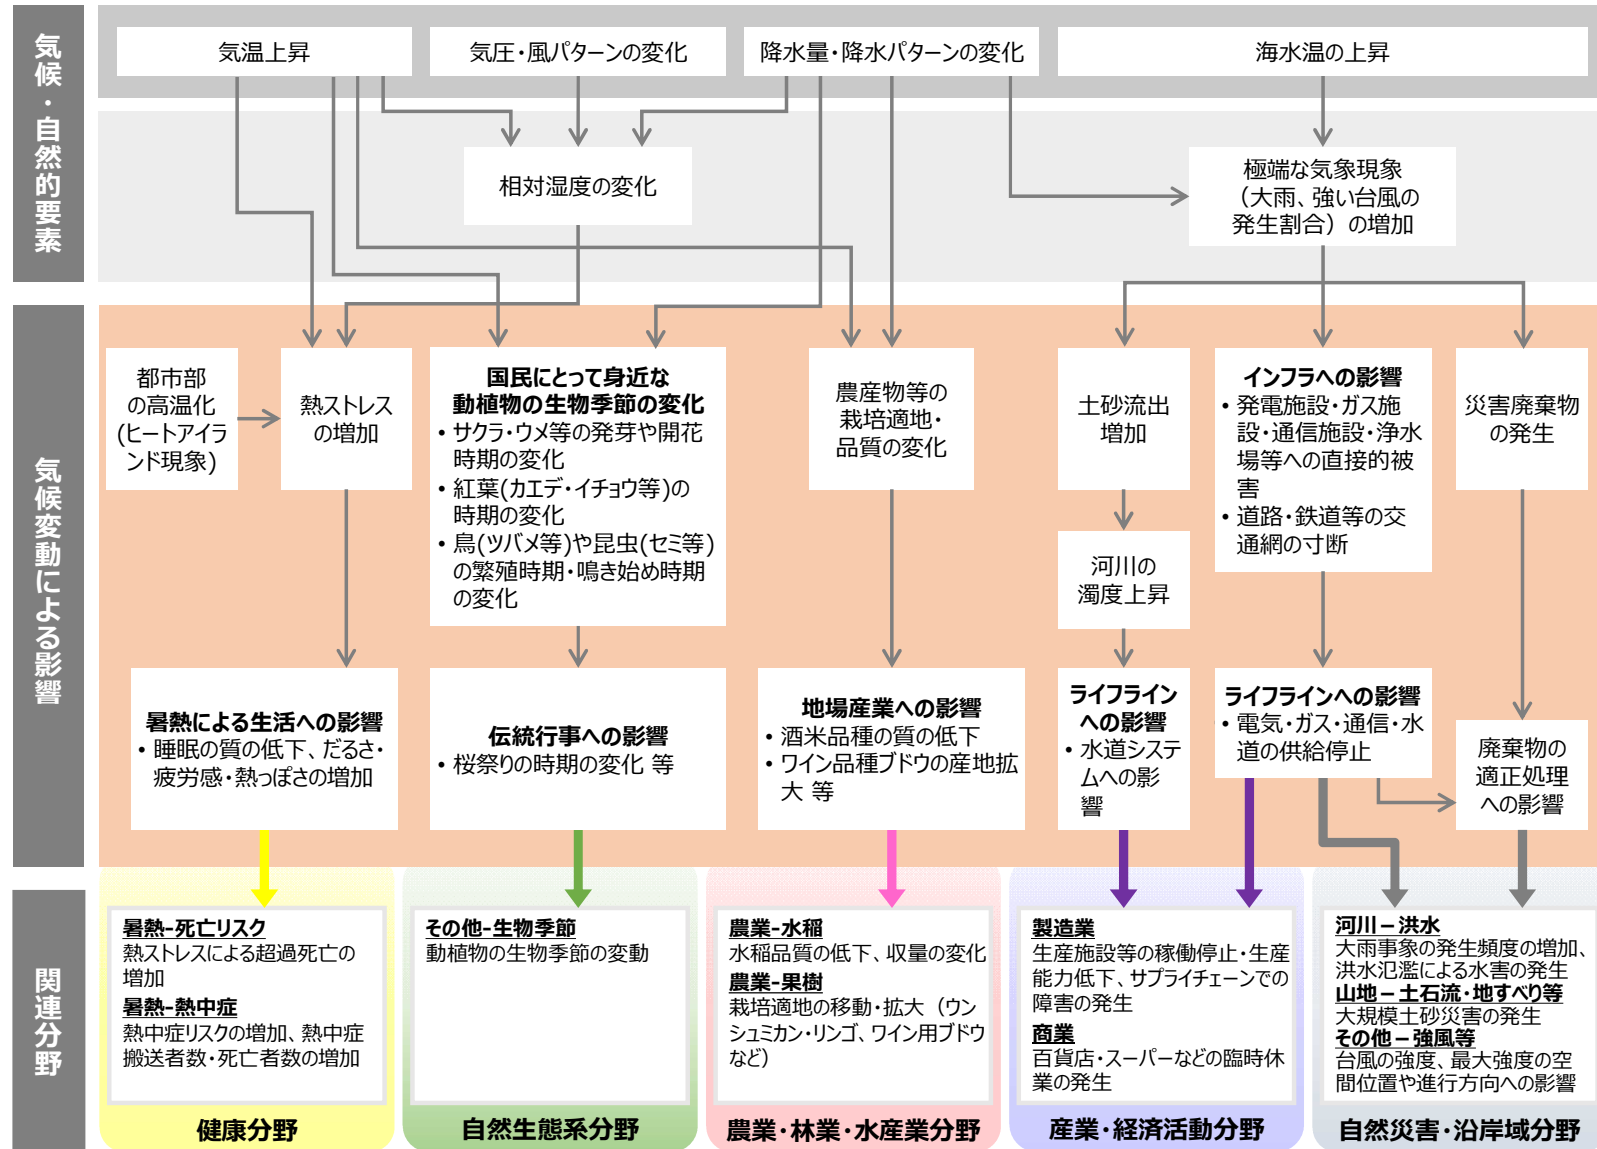 気候・自然的要素
気温上昇
気圧・風パターンの変化
降水量・降水パターンの変化
海水温の上昇
相対湿度の変化
極端な気象現象
（大雨、強い台風の
発生割合）の増加
気候変動による影響
都市部
の高温化
(ヒートアイラ
ンド現象)
熱ストレス
の増加
国民にとって身近な
動植物の生物季節の変化
• サクラ・ウメ等の発芽や開花
時期の変化
• 紅葉(カエデ・イチョウ等)の
時期の変化
• 鳥(ツバメ等)や昆虫(セミ等)
の繁殖時期・鳴き始め時期
の変化
農産物等の
栽培適地・
品質の変化
土砂流出
増加
河川の
濁度上昇
インフラへの影響
• 発電施設・ガス施
設・通信施設・浄水
場等への直接的被
害
• 道路・鉄道等の交
通網の寸断
災害廃棄物
の発生
暑熱による生活への影響
• 睡眠の質の低下、だるさ・
疲労感・熱っぽさの増加
伝統行事への影響
• 桜祭りの時期の変化 等
地場産業への影響
• 酒米品種の質の低下
• ワイン品種ブドウの産地拡
大 等
ライフライン
への影響
• 水道システ
ムへの影
響
ライフラインへの影響
• 電気・ガス・通信・水
道の供給停止
廃棄物の
適正処理
への影響
関連分野
暑熱-死亡リスク
熱ストレスによる超過死亡の
増加
暑熱-熱中症
熱中症リスクの増加、熱中症
搬送者数・死亡者数の増加
健康分野
その他-生物季節
動植物の生物季節の変動
自然生態系分野
農業-水稲
水稲品質の低下、収量の変化
農業-果樹
栽培適地の移動・拡大（ウン
シュウミカン・リンゴ、ワイン用ブドウ
など）
農業・林業・水産業分野
製造業
生産施設等の稼働停止・生産
能力低下、サプライチェーンでの
障害の発生
商業
百貨店・スーパーなどの臨時休
業の発生
産業・経済活動分野
河川－洪水
大雨事象の発生頻度の増加、
洪水氾濫による水害の発生
山地－土石流・地すべり等
大規模土砂災害の発生
その他－強風等
台風の強度、最大強度の空
間位置や進行方向への影響
自然災害・沿岸域分野